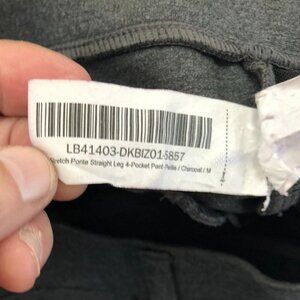 LB41403-DKBIZ01-5857
Stretch Ponte Straight Leg 4-Pocket Pant-Petite / Charcoal / M